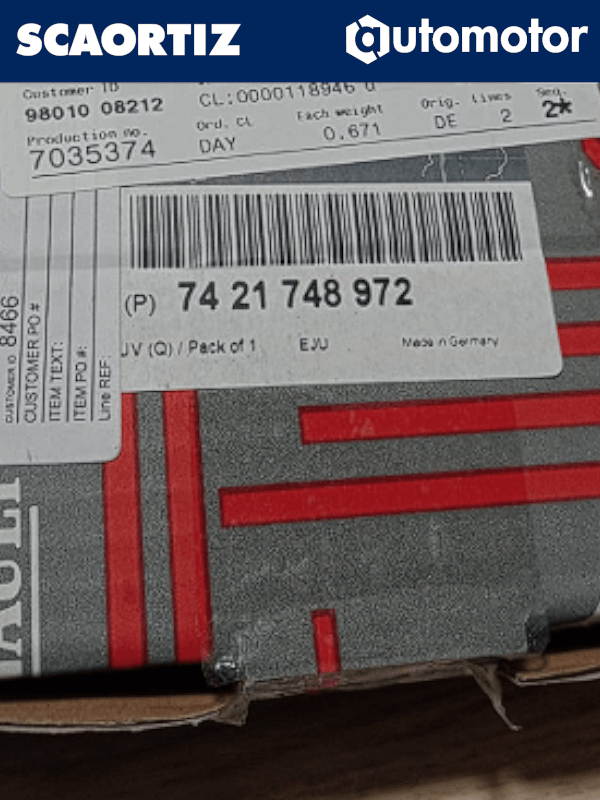 SCAORTIZ
automotor
Customer ID
98010 08212
Production no.
7035374
CL:0000118946
Ord. CL
DAY
Each weight
0.671
Orig.
DE
Lines
2
Seq.
2*
(P) 74 21 748 972
JV (Q) / Pack of 1 EJU Made in Germany
CUSTOMER ID 8466
CUSTOMER PO #
ITEM TEXT:
ITEM PO #:
Line REF: